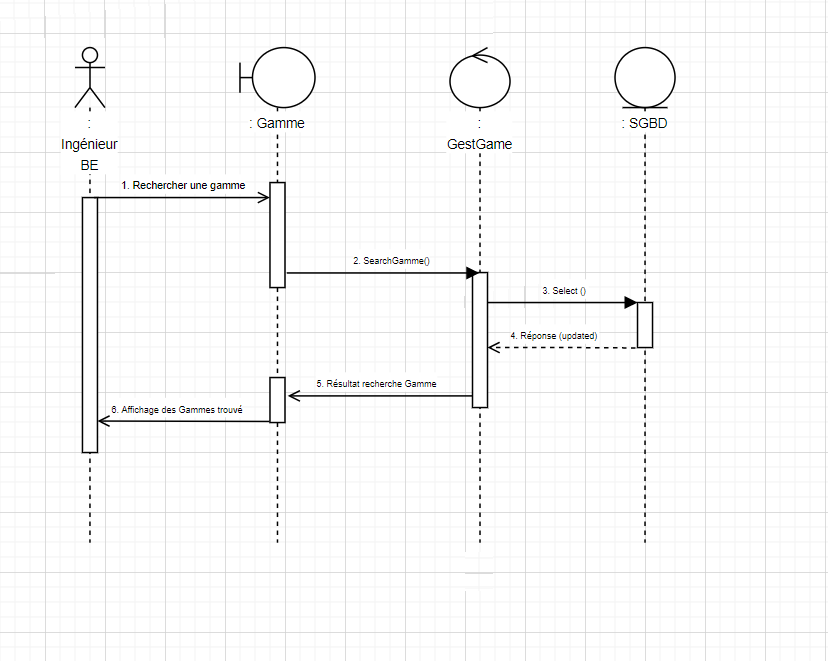 :
Ingénieur
BE
: Gamme
:
GestGame
: SGBD
1. Rechercher une gamme
2. SearchGamme()
3. Select ()
4. Réponse (updated)
5. Résultat recherche Gamme
6. Affichage des Gammes trouvé